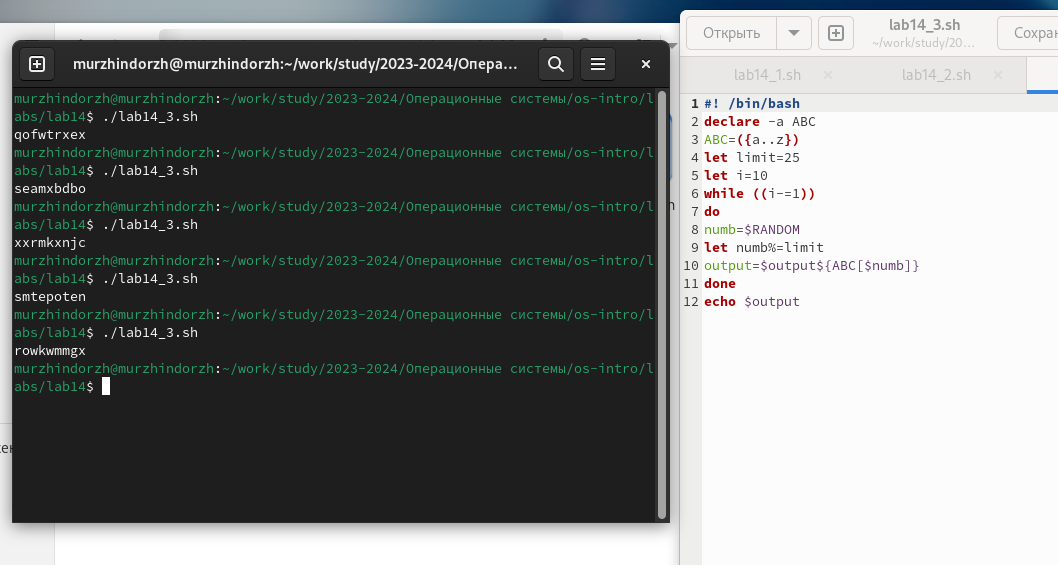 murzhindorzh@murzhindorzh:~/work/study/2023-2024/Опера...
murzhindorzh@murzhindorzh:~/work/study/2023-2024/Операционные системы/os-intro/l
abs/lab14$ ./lab14_3.sh
qofwtrxex
murzhindorzh@murzhindorzh:~/work/study/2023-2024/Операционные системы/os-intro/l
abs/lab14$ ./lab14_3.sh
seamxbdbo
murzhindorzh@murzhindorzh:~/work/study/2023-2024/Операционные системы/os-intro/l
abs/lab14$ ./lab14_3.sh
xxrmkxnjc
murzhindorzh@murzhindorzh:~/work/study/2023-2024/Операционные системы/os-intro/l
abs/lab14$ ./lab14_3.sh
smtepoten
murzhindorzh@murzhindorzh:~/work/study/2023-2024/Операционные системы/os-intro/l
abs/lab14$ ./lab14_3.sh
rowkwmmgx
murzhindorzh@murzhindorzh:~/work/study/2023-2024/Операционные системы/os-intro/l
abs/lab14$
Открыть
lab14_3.sh
~/work/study/20...
Сохран
lab14_1.sh
lab14_2.sh
1 #! /bin/bash
2 declare -a ABC
3 ABC=({a..z})
4 let limit=25
5 let i=10
6 while ((i-=1))
7 do
8 numb=$RANDOM
9 let numb%=limit
10 output=$output${ABC[$numb]}
11 done
12 echo $output